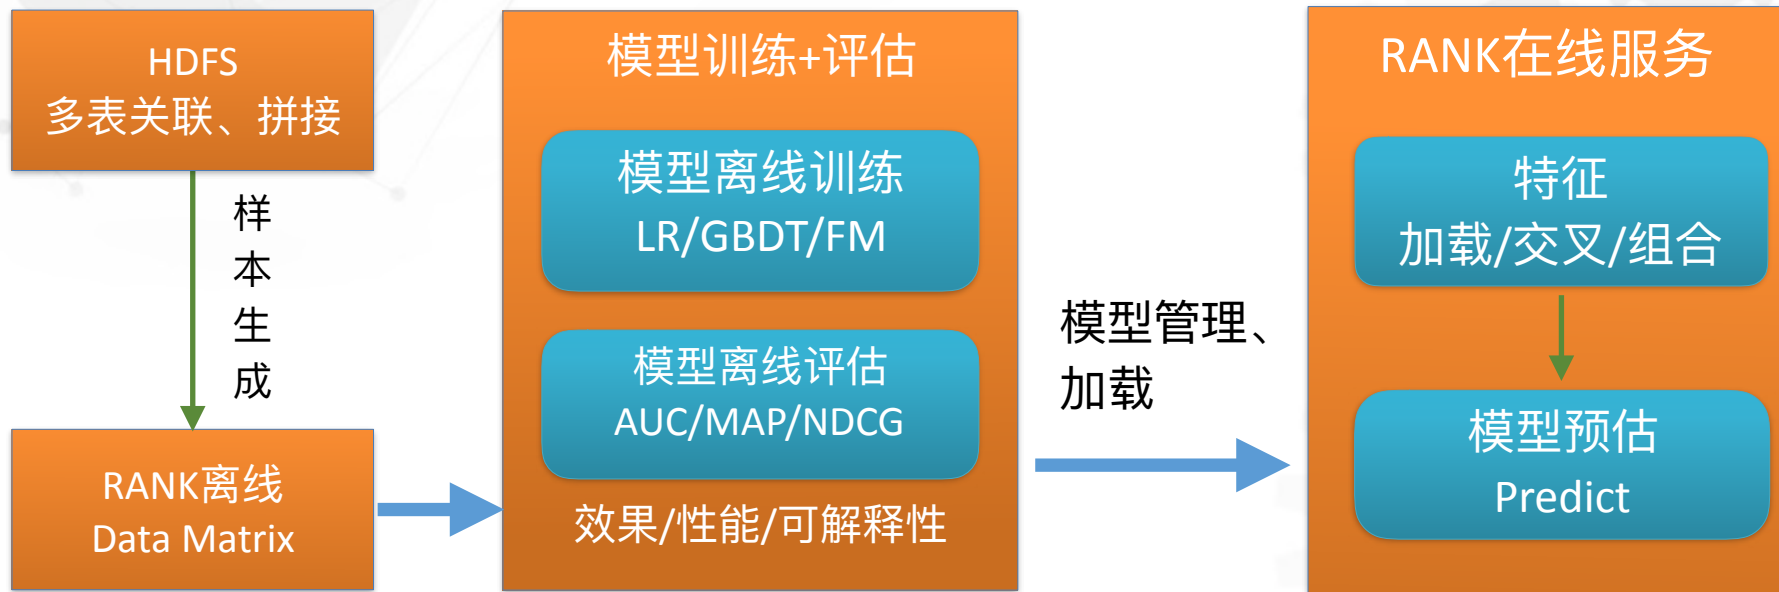 HDFS
多表关联、拼接
样
本
生
成
RANK离线
Data Matrix
模型训练+评估
模型离线训练
LR/GBDT/FM
模型离线评估
AUC/MAP/NDCG
效果/性能/可解释性
模型管理、
加载
RANK在线服务
特征
加载/交叉/组合
模型预估
Predict